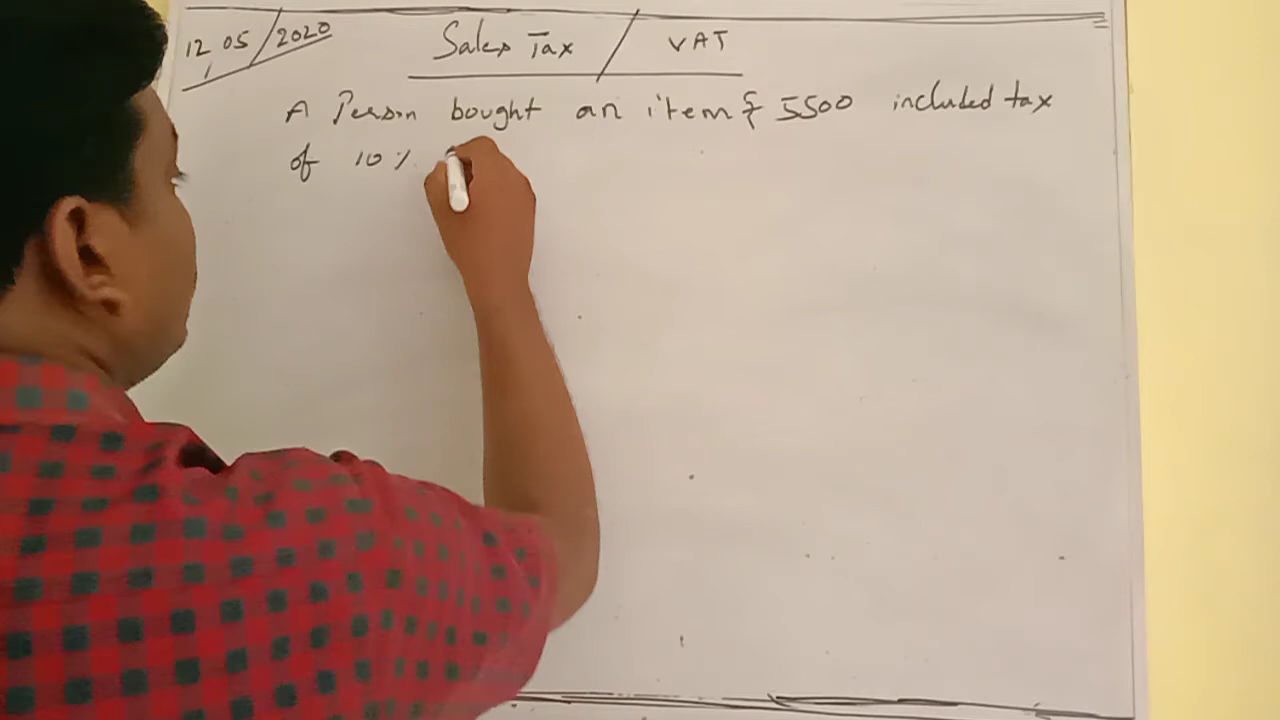 12/05/2020
Sales Tax / VAT
A Person bought an item ₹ 5500 included tax
of 10%